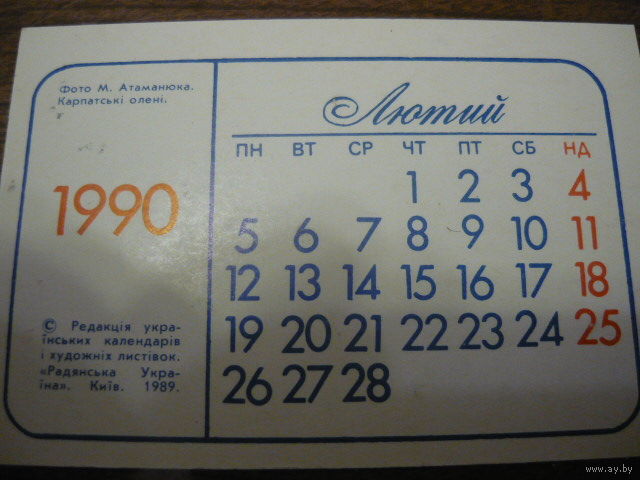 Фото М. Атаманюка.
Карпатські олені.
1990
© Редакція укра-
їнських календарів
і художніх листівок.
«Радянська Укра-
їна». Київ. 1989.
Лютий
ПН ВТ СР ЧТ ПТ СБ НД
1 2 3 4
5 6 7 8 9 10 11
12 13 14 15 16 17 18
19 20 21 22 23 24 25
26 27 28
www.ay.by